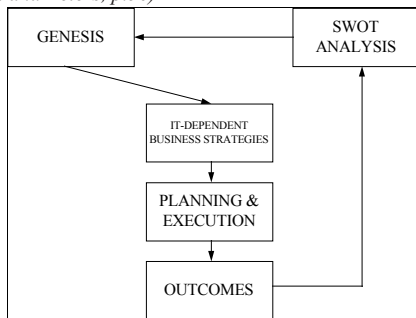 GENESIS
SWOT
ANALYSIS
IT-DEPENDENT
BUSINESS STRATEGIES
PLANNING &
EXECUTION
OUTCOMES